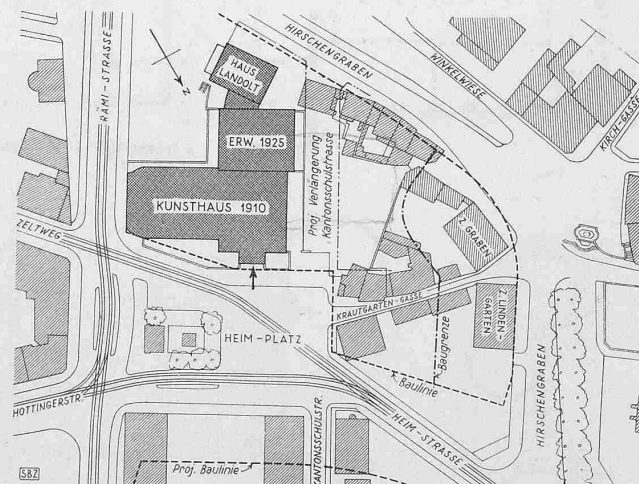 RÄMI-STRASSE
HIRSCHENGRABEN
WINKELWIESE
KIRCH-GASSE
HAUS
LANDOLT
N
ERW. 1925
KUNSTHAUS 1910
Proj. Verlängerung
Kantonsschulstrasse
Z. GRABEN
ZELTWEG
KRAUTGARTEN-GASSE
Z. LINDEN-
GARTEN
HEIM-PLATZ
Baulinie
Baugrenze
HIRSCHENGRABEN
HOTTINGERSTR.
KANTONSSCHULSTR.
HEIM-STRASSE
Proj. Baulinie
SBZ